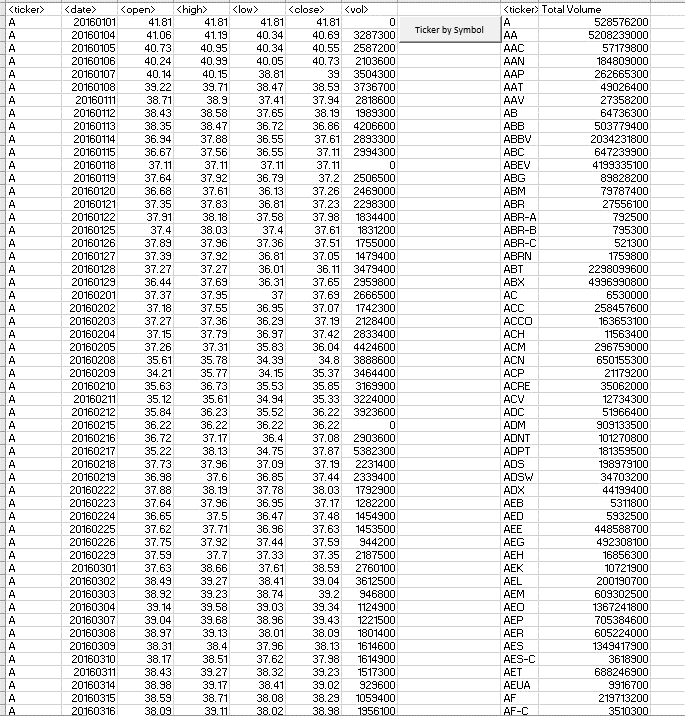 <ticker> <date> <open> <high> <low> <close> <vol> <ticker> Total Volume
A 20160101 41.81 41.81 41.81 41.81 0 Ticker by Symbol A 528576200
A 20160104 41.06 41.19 40.34 40.69 3287300 AA 5208239000
A 20160105 40.73 40.95 40.34 40.55 2587200 AAC 57179800
A 20160106 40.24 40.99 40.05 40.73 2103600 AAN 184809000
A 20160107 40.14 40.15 38.81 39 3504300 AAP 262665300
A 20160108 39.22 39.71 38.47 38.59 3736700 AAT 49026400
A 20160111 38.71 38.9 37.41 37.94 2818600 AAV 27358200
A 20160112 38.43 38.58 37.65 38.19 1989300 AB 64736300
A 20160113 38.35 38.47 36.72 36.86 4206600 ABB 503779400
A 20160114 36.94 37.88 36.55 37.61 2893300 ABBV 2034231800
A 20160115 36.67 37.56 36.55 37.11 2994300 ABC 647239900
A 20160118 37.11 37.11 37.11 37.11 0 ABEV 4199335100
A 20160119 37.64 37.92 36.79 37.2 2506500 ABG 89828200
A 20160120 36.68 37.61 36.13 37.26 2469000 ABM 79787400
A 20160121 37.35 37.83 36.81 37.23 2298300 ABR 27556100
A 20160122 37.91 38.18 37.58 37.98 1834400 ABR-A 792500
A 20160125 37.4 38.03 37.4 37.61 1831200 ABR-B 795300
A 20160126 37.89 37.96 37.36 37.51 1755000 ABR-C 521300
A 20160127 37.39 37.92 36.81 37.05 1479400 ABRN 1759800
A 20160128 37.27 37.27 36.01 36.11 3479400 ABT 2298099600
A 20160129 36.44 37.69 36.31 37.65 2959800 ABX 4996990800
A 20160201 37.37 37.95 37 37.69 2666500 AC 6530000
A 20160202 37.18 37.55 36.95 37.07 1742300 ACC 258457600
A 20160203 37.27 37.36 36.29 37.19 2128400 ACCO 163653100
A 20160204 37.15 37.79 36.97 37.42 2833400 ACH 11563400
A 20160205 37.26 37.31 35.83 36.04 4424600 ACM 296759000
A 20160208 35.61 35.78 34.39 34.8 3888600 ACN 650155300
A 20160209 34.21 35.77 34.15 35.37 3464400 ACP 21179200
A 20160210 35.63 36.73 35.53 35.85 3169900 ACRE 35062000
A 20160211 35.12 35.61 34.94 35.33 3224000 ACV 12734300
A 20160212 35.84 36.23 35.52 36.22 3923600 ADC 51966400
A 20160215 36.22 36.22 36.22 36.22 0 ADM 909133500
A 20160216 36.72 37.17 36.4 37.08 2903600 ADNT 101270800
A 20160217 35.22 38.13 34.75 37.87 5382300 ADPT 181359500
A 20160218 37.73 37.96 37.09 37.19 2231400 ADS 198979100
A 20160219 36.98 37.6 36.85 37.44 2339400 ADSW 34703200
A 20160222 37.88 38.19 37.78 38.03 1792900 ADX 44199400
A 20160223 37.64 37.96 36.95 37.17 1282200 AEB 5311800
A 20160224 36.65 37.5 36.47 37.48 1454900 AED 5932500
A 20160225 37.62 37.71 36.96 37.63 1453500 AEE 448588700
A 20160226 37.75 37.92 37.44 37.59 944200 AEG 492308100
A 20160229 37.59 37.7 37.33 37.35 2187500 AEH 16856300
A 20160301 37.63 38.66 37.61 38.59 2760100 AEK 10721900
A 20160302 38.49 39.27 38.41 39.04 3612500 AEL 200190700
A 20160303 38.92 39.23 38.74 39.2 946800 AEM 609302500
A 20160304 39.14 39.58 39.03 39.34 1124900 AEO 1367241800
A 20160307 39.04 39.68 38.96 39.43 1221500 AEP 705384600
A 20160308 38.97 39.13 38.01 38.09 1801400 AER 605224000
A 20160309 38.31 38.4 37.96 38.13 1614600 AES 1349417900
A 20160310 38.17 38.51 37.62 37.98 1614900 AES-C 3618900
A 20160311 38.43 39.27 38.32 39.23 1517300 AET 688246900
A 20160314 38.98 39.17 38.41 39.02 929600 AEUA 9916700
A 20160315 38.59 38.71 38.08 38.29 1059400 AF 219713200
A 20160316 38.09 39.11 38.02 38.98 1956100 AF-C 3510300